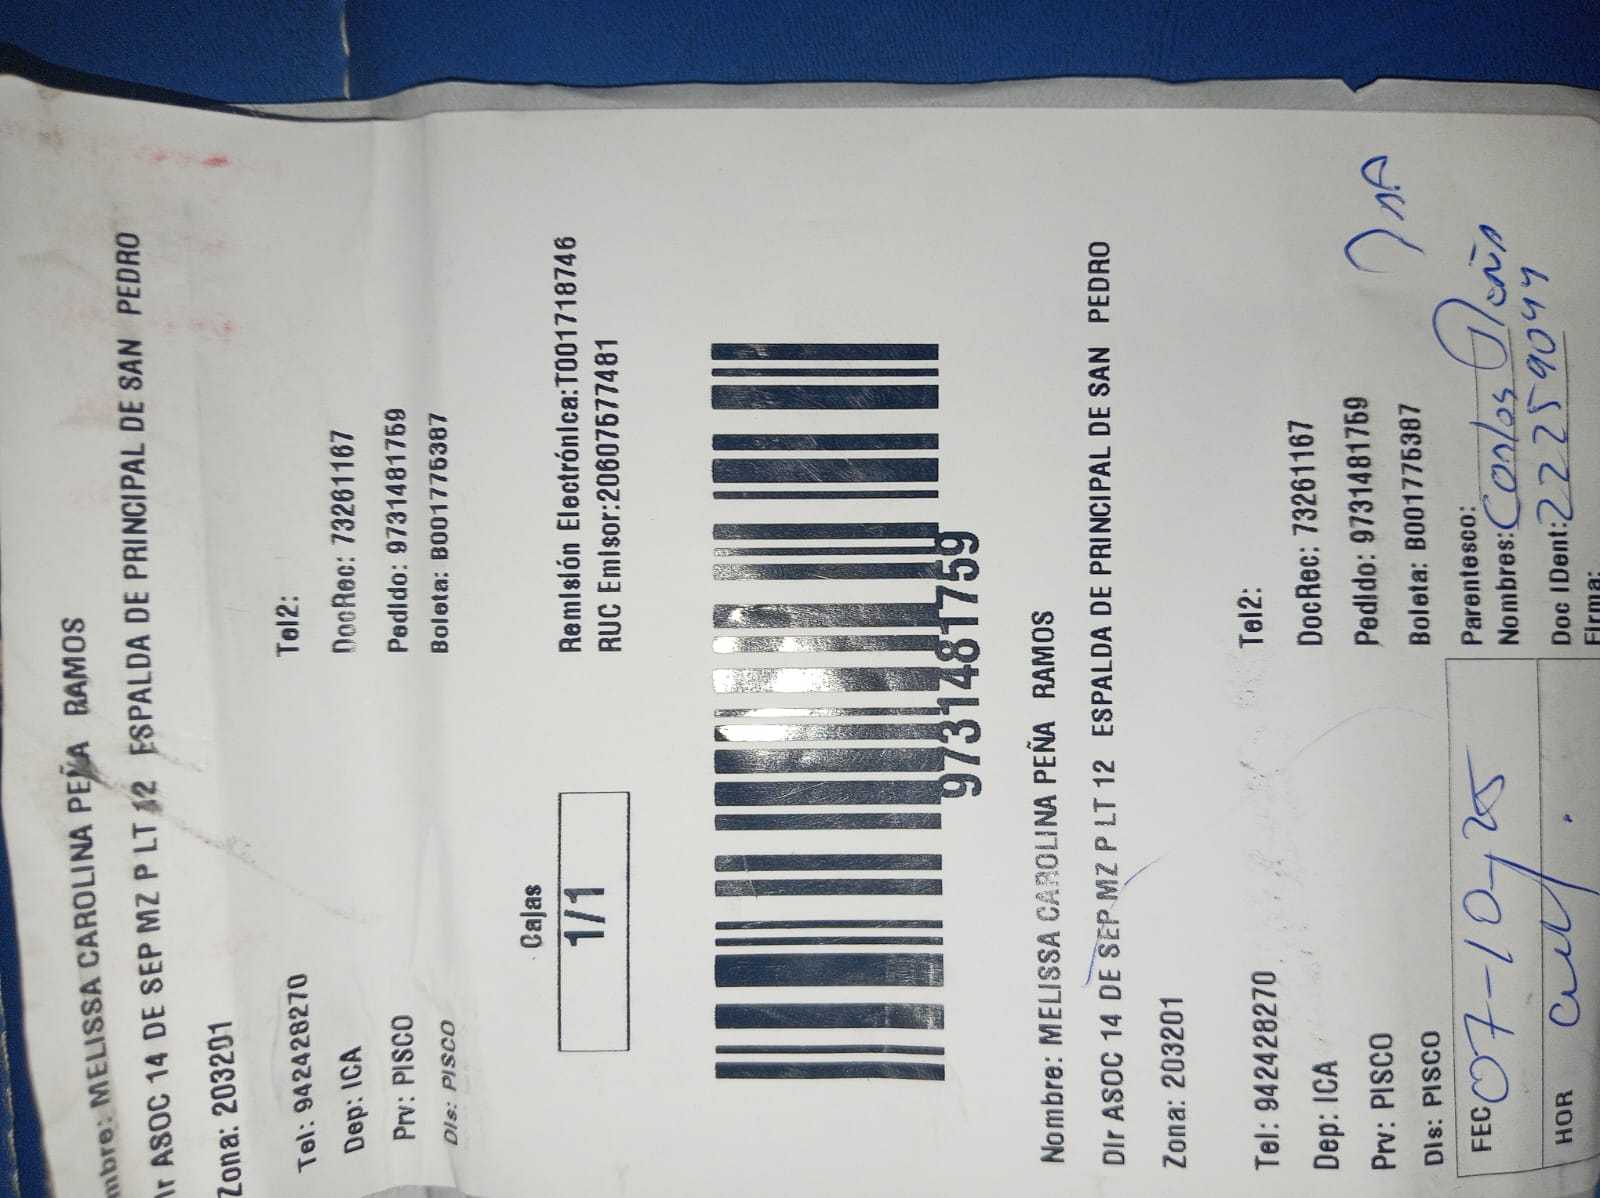 mbre: MELISSA CAROLINA PEÑA RAMOS
Ir ASOC 14 DE SEP MZ P LT 12 ESPALDA DE PRINCIPAL DE SAN PEDRO
Zona: 203201
Tel: 942428270 Tel2:
Dep: ICA DocRec: 73261167
Prv: PISCO Pedido: 9731481759
Dis: PISCO Boleta: B001775387
Cajas
1/1
Remisión Electrónica:T001718746
RUC Emisor:20607577481
9731481759
Nombre: MELISSA CAROLINA PEÑA RAMOS
DIr ASOC 14 DE SEP MZ P LT 12 ESPALDA DE PRINCIPAL DE SAN PEDRO
Zona: 203201
Tel: 942428270 Tel2:
Dep: ICA DocRec: 73261167
Prv: PISCO Pedido: 9731481759
Dis: PISCO Boleta: B001775387
FEC 07-10-25 Parentesco:
Nombres: Carlos Peña
HOR Doc IDent: 22259044
Firma: